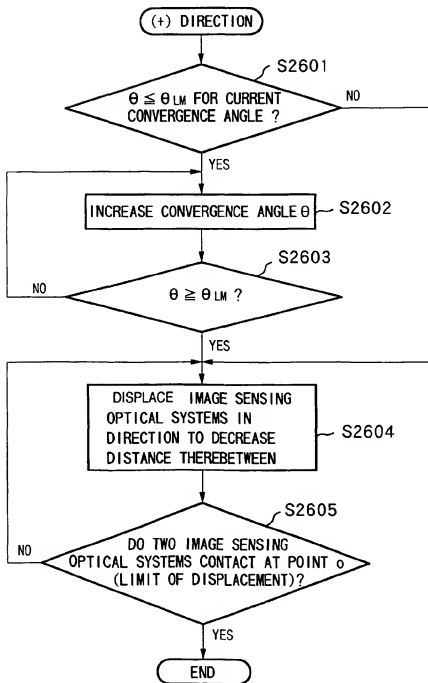 (+) DIRECTION
S2601
θ ≦ θLM FOR CURRENT
CONVERGENCE ANGLE ?
NO
YES
INCREASE CONVERGENCE ANGLE θ
S2602
S2603
θ ≧ θLM ?
NO
YES
DISPLACE IMAGE SENSING
OPTICAL SYSTEMS IN
DIRECTION TO DECREASE
DISTANCE THEREBETWEEN
S2604
S2605
DO TWO IMAGE SENSING
OPTICAL SYSTEMS CONTACT AT POINT o
(LIMIT OF DISPLACEMENT)?
NO
YES
END